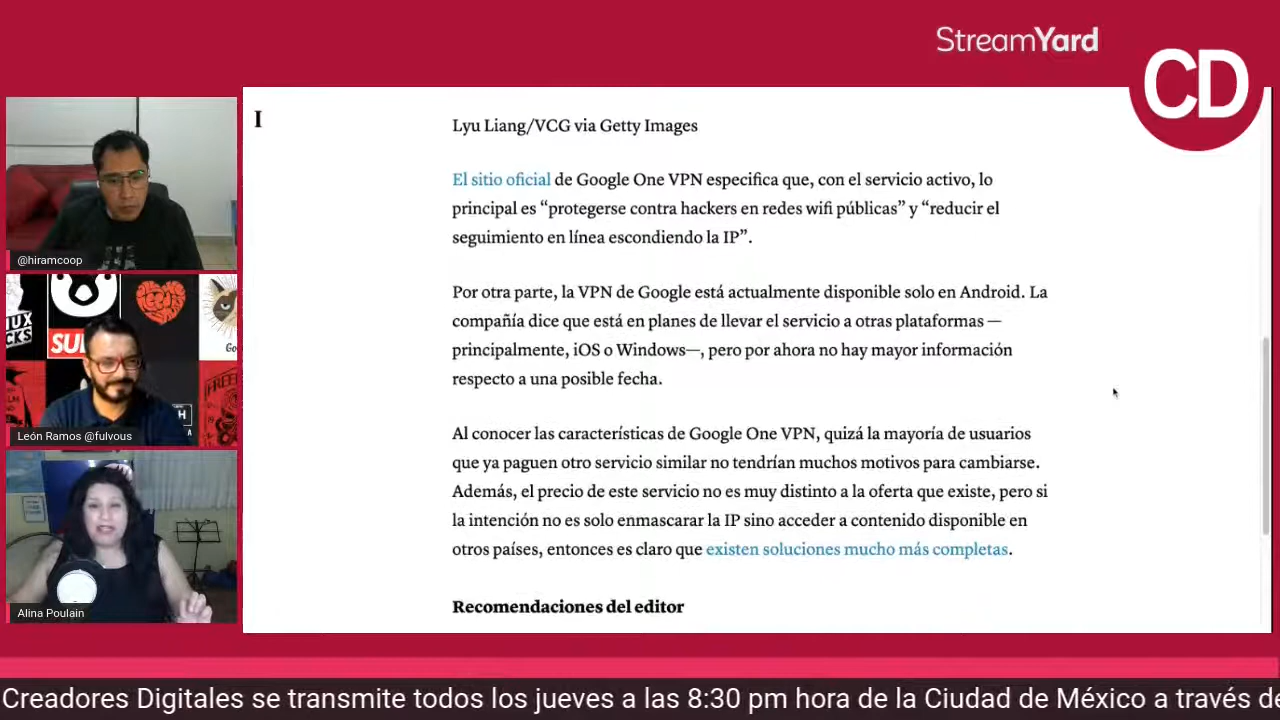 StreamYard
CD
I
Lyu Liang/VCG via Getty Images
El sitio oficial de Google One VPN especifica que, con el servicio activo, lo
principal es “protegerse contra hackers en redes wifi públicas” y “reducir el
seguimiento en línea escondiendo la IP”.
Por otra parte, la VPN de Google está actualmente disponible solo en Android. La
compañía dice que está en planes de llevar el servicio a otras plataformas —
principalmente, iOS o Windows—, pero por ahora no hay mayor información
respecto a una posible fecha.
Al conocer las características de Google One VPN, quizá la mayoría de usuarios
que ya paguen otro servicio similar no tendrían muchos motivos para cambiarse.
Además, el precio de este servicio no es muy distinto a la oferta que existe, pero si
la intención no es solo enmascarar la IP sino acceder a contenido disponible en
otros países, entonces es claro que existen soluciones mucho más completas.
Recomendaciones del editor
@hiramcoop
León Ramos @fulvous
Alina Poulain
Creadores Digitales se transmite todos los jueves a las 8:30 pm hora de la Ciudad de México a través de